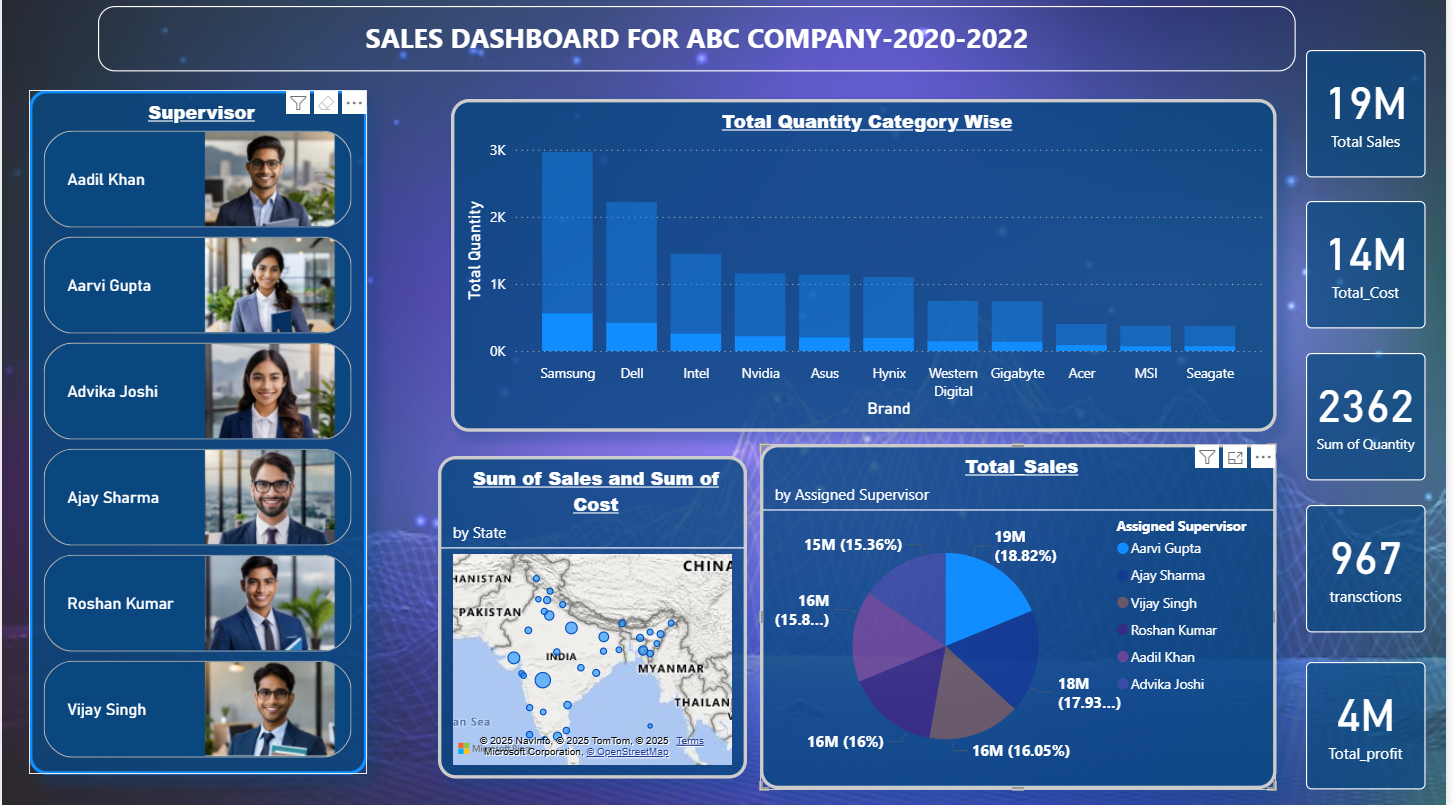 SALES DASHBOARD FOR ABC COMPANY-2020-2022
Supervisor
Aadil Khan
Aarvi Gupta
Advika Joshi
Ajay Sharma
Roshan Kumar
Vijay Singh
Total Quantity Category Wise
Total Quantity
3K
2K
1K
0K
Samsung
Dell
Intel
Nvidia
Asus
Hynix
Western
Digital
Gigabyte
Acer
MSI
Seagate
Brand
Sum of Sales and Sum of
Cost
by State
CHINA
HANISTAN
PAKISTAN
INDIA
MYANMAR
THAILAN
an Sea
© 2025 NavInfo, © 2025 TomTom, © 2025 Terms
Microsoft Corporation, © OpenStreetMap
Total_Sales
by Assigned Supervisor
19M
(18.82%)
18M
(17.93...)
16M (16.05%)
16M (16%)
16M
(15.8...)
15M (15.36%)
Assigned Supervisor
Aarvi Gupta
Ajay Sharma
Vijay Singh
Roshan Kumar
Aadil Khan
Advika Joshi
19M
Total Sales
14M
Total_Cost
2362
Sum of Quantity
967
transctions
4M
Total_profit